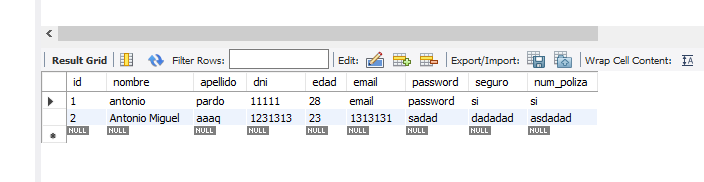 Result Grid Filter Rows: Edit: Export/Import: Wrap Cell Content: IA
id nombre apellido dni edad email password seguro num_poliza
1 antonio pardo 11111 28 email password si si
2 Antonio Miguel aaaq 1231313 23 1313131 sadad dadadad asdadad
NULL NULL NULL NULL NULL NULL NULL NULL NULL